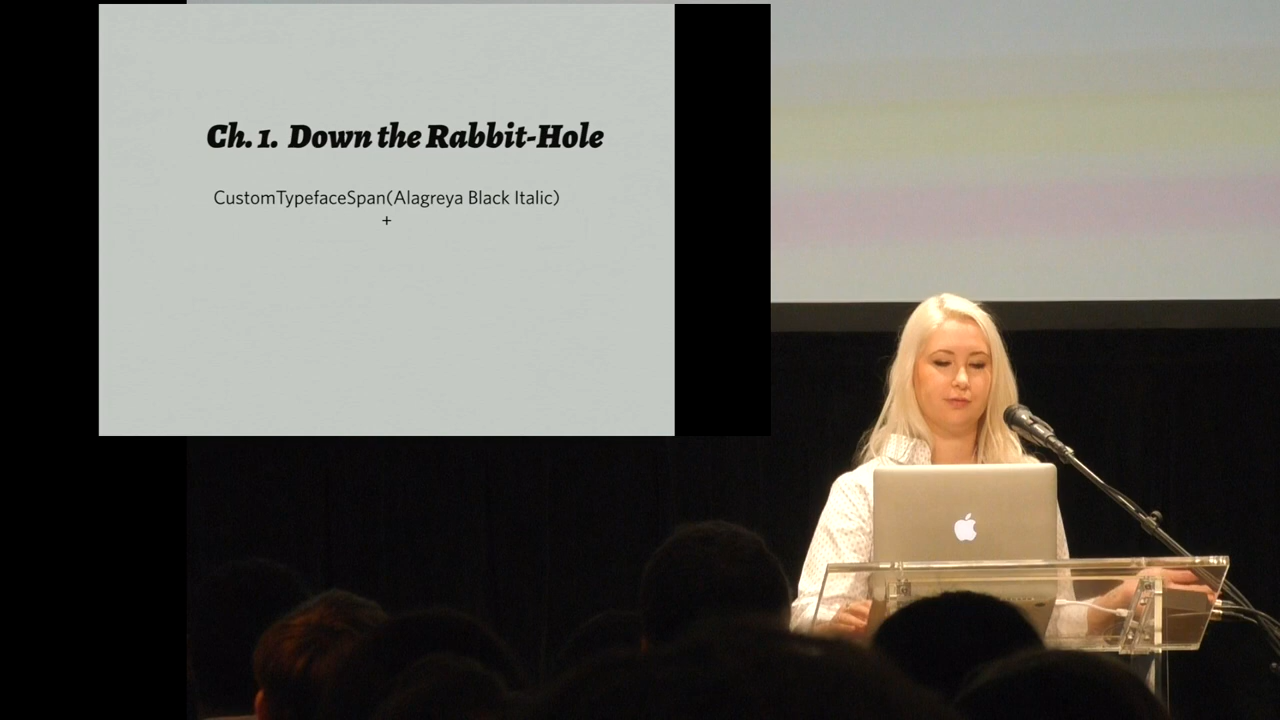 Ch. 1. Down the Rabbit-Hole
CustomTypefaceSpan(Alagreya Black Italic)
+